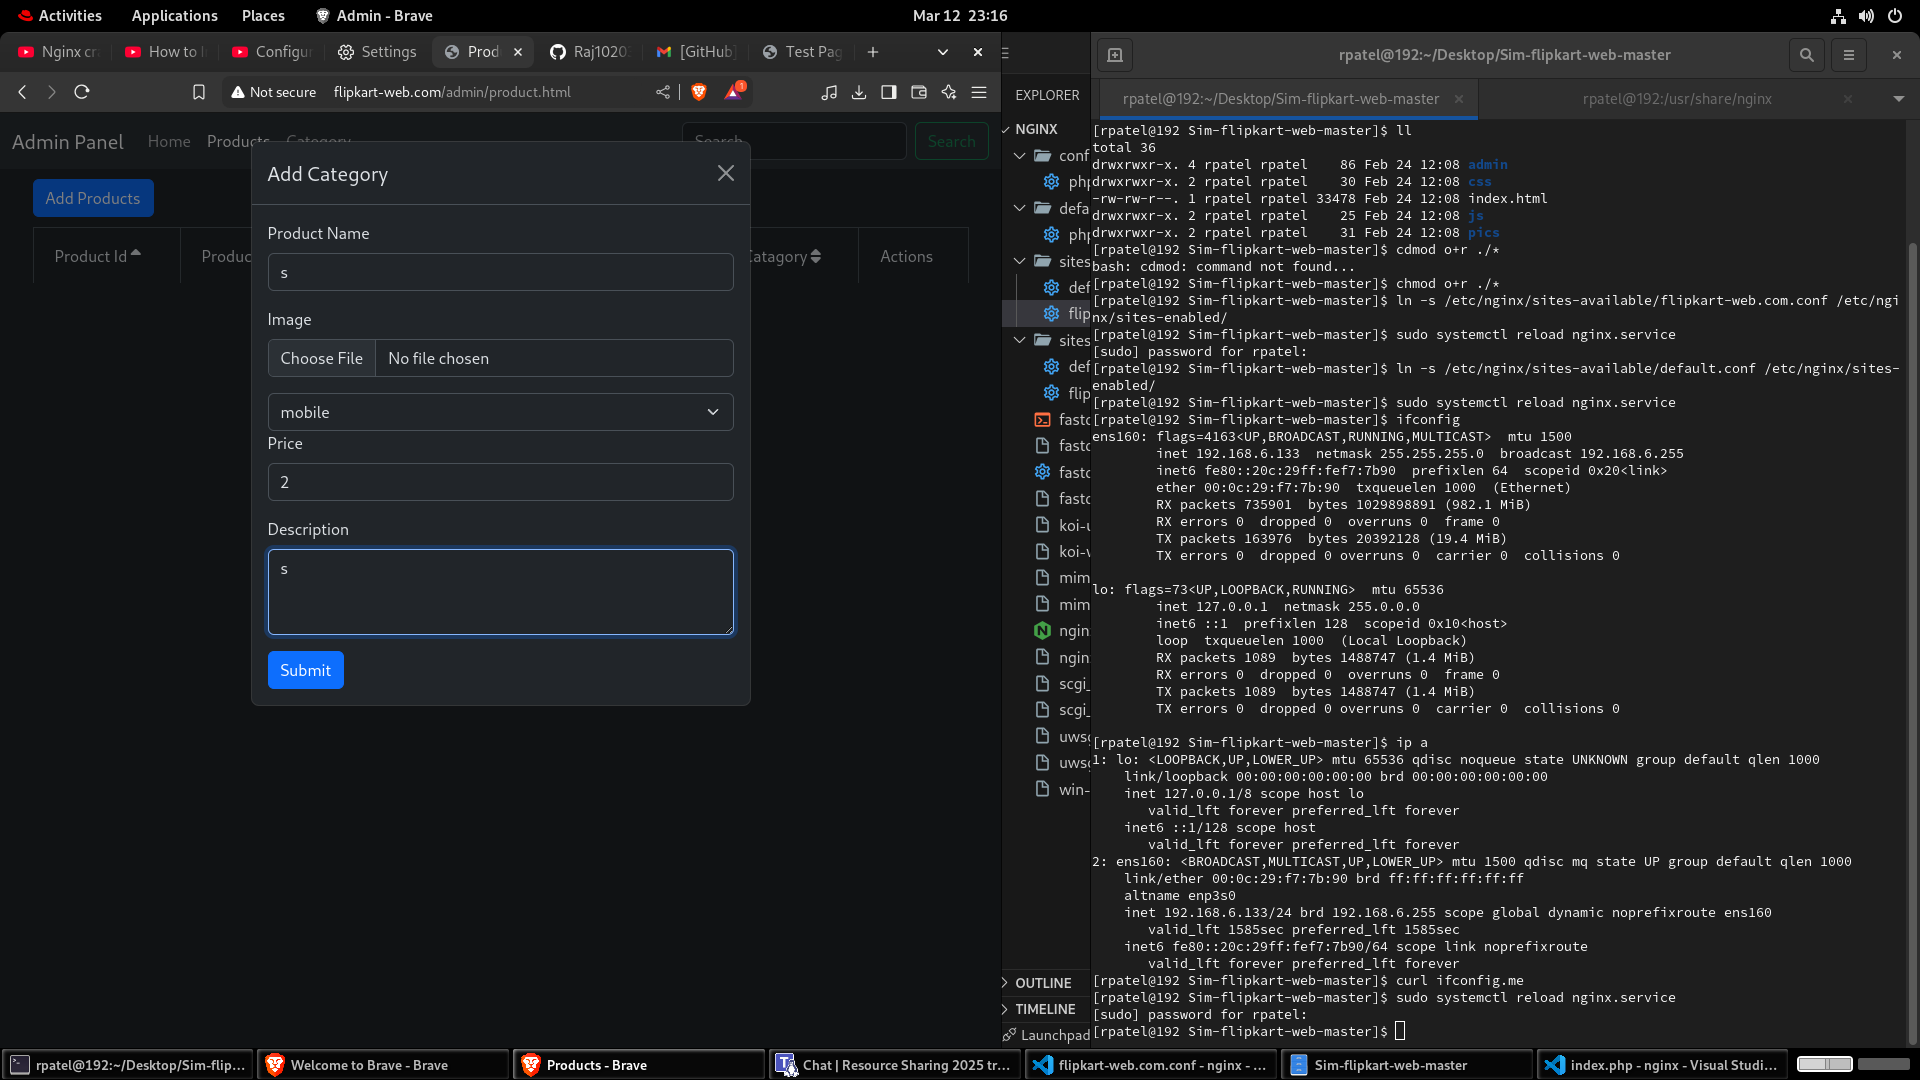 Activities
Applications
Places
Admin - Brave
Mar 12 23:16
Nginx cr
How to I
Configu
Settings
Prod
Raj1020
[GitHub]
Test Pag
Not secure
flipkart-web.com/admin/product.html
1
Admin Panel
Home
Products
Category
Search
Search
Add Products
Product Id
Produc
Catagory
Actions
Add Category
Product Name
s
Image
Choose File
No file chosen
mobile
Price
2
Description
s
Submit
EXPLORER
NGINX
conf
php
defa
php
sites
def
flip
sites
def
flip
fastc
fastc
fastc
fastc
koi-u
koi-w
mim
mim
ngin
ngin
scgi_
scgi_
uwsg
uwsg
win-
OUTLINE
TIMELINE
Launchpad
rpatel@192:~/Desktop/Sim-flipkart-web-master
rpatel@192:~/Desktop/Sim-flipkart-web-master
rpatel@192:/usr/share/nginx
[rpatel@192 Sim-flipkart-web-master]$ ll
total 36
drwxrwxr-x. 4 rpatel rpatel    86 Feb 24 12:08 admin
drwxrwxr-x. 2 rpatel rpatel    30 Feb 24 12:08 css
-rw-rw-r--. 1 rpatel rpatel 33478 Feb 24 12:08 index.html
drwxrwxr-x. 2 rpatel rpatel    25 Feb 24 12:08 js
drwxrwxr-x. 2 rpatel rpatel    31 Feb 24 12:08 pics
[rpatel@192 Sim-flipkart-web-master]$ cdmod o+r ./*
bash: cdmod: command not found...
[rpatel@192 Sim-flipkart-web-master]$ chmod o+r ./*
[rpatel@192 Sim-flipkart-web-master]$ ln -s /etc/nginx/sites-available/flipkart-web.com.conf /etc/ngi
nx/sites-enabled/
[rpatel@192 Sim-flipkart-web-master]$ sudo systemctl reload nginx.service
[sudo] password for rpatel:
[rpatel@192 Sim-flipkart-web-master]$ ln -s /etc/nginx/sites-available/default.conf /etc/nginx/sites-
enabled/
[rpatel@192 Sim-flipkart-web-master]$ sudo systemctl reload nginx.service
[rpatel@192 Sim-flipkart-web-master]$ ifconfig
ens160: flags=4163<UP,BROADCAST,RUNNING,MULTICAST>  mtu 1500
        inet 192.168.6.133  netmask 255.255.255.0  broadcast 192.168.6.255
        inet6 fe80::20c:29ff:fef7:7b90  prefixlen 64  scopeid 0x20<link>
        ether 00:0c:29:f7:7b:90  txqueuelen 1000  (Ethernet)
        RX packets 735901  bytes 1029898891 (982.1 MiB)
        RX errors 0  dropped 0  overruns 0  frame 0
        TX packets 163976  bytes 20392128 (19.4 MiB)
        TX errors 0  dropped 0 overruns 0  carrier 0  collisions 0
lo: flags=73<UP,LOOPBACK,RUNNING>  mtu 65536
        inet 127.0.0.1  netmask 255.0.0.0
        inet6 ::1  prefixlen 128  scopeid 0x10<host>
        loop  txqueuelen 1000  (Local Loopback)
        RX packets 1089  bytes 1488747 (1.4 MiB)
        RX errors 0  dropped 0  overruns 0  frame 0
        TX packets 1089  bytes 1488747 (1.4 MiB)
        TX errors 0  dropped 0 overruns 0  carrier 0  collisions 0
[rpatel@192 Sim-flipkart-web-master]$ ip a
1: lo: <LOOPBACK,UP,LOWER_UP> mtu 65536 qdisc noqueue state UNKNOWN group default qlen 1000
    link/loopback 00:00:00:00:00:00 brd 00:00:00:00:00:00
    inet 127.0.0.1/8 scope host lo
       valid_lft forever preferred_lft forever
    inet6 ::1/128 scope host
       valid_lft forever preferred_lft forever
2: ens160: <BROADCAST,MULTICAST,UP,LOWER_UP> mtu 1500 qdisc mq state UP group default qlen 1000
    link/ether 00:0c:29:f7:7b:90 brd ff:ff:ff:ff:ff:ff
    altname enp3s0
    inet 192.168.6.133/24 brd 192.168.6.255 scope global dynamic noprefixroute ens160
       valid_lft 1585sec preferred_lft 1585sec
    inet6 fe80::20c:29ff:fef7:7b90/64 scope link noprefixroute
       valid_lft forever preferred_lft forever
[rpatel@192 Sim-flipkart-web-master]$ curl ifconfig.me
[rpatel@192 Sim-flipkart-web-master]$ sudo systemctl reload nginx.service
[sudo] password for rpatel:
[rpatel@192 Sim-flipkart-web-master]$
rpatel@192:~/Desktop/Sim-flip...
Welcome to Brave - Brave
Products - Brave
Chat | Resource Sharing 2025 tr...
flipkart-web.com.conf - nginx - ...
Sim-flipkart-web-master
index.php - nginx - Visual Studi...